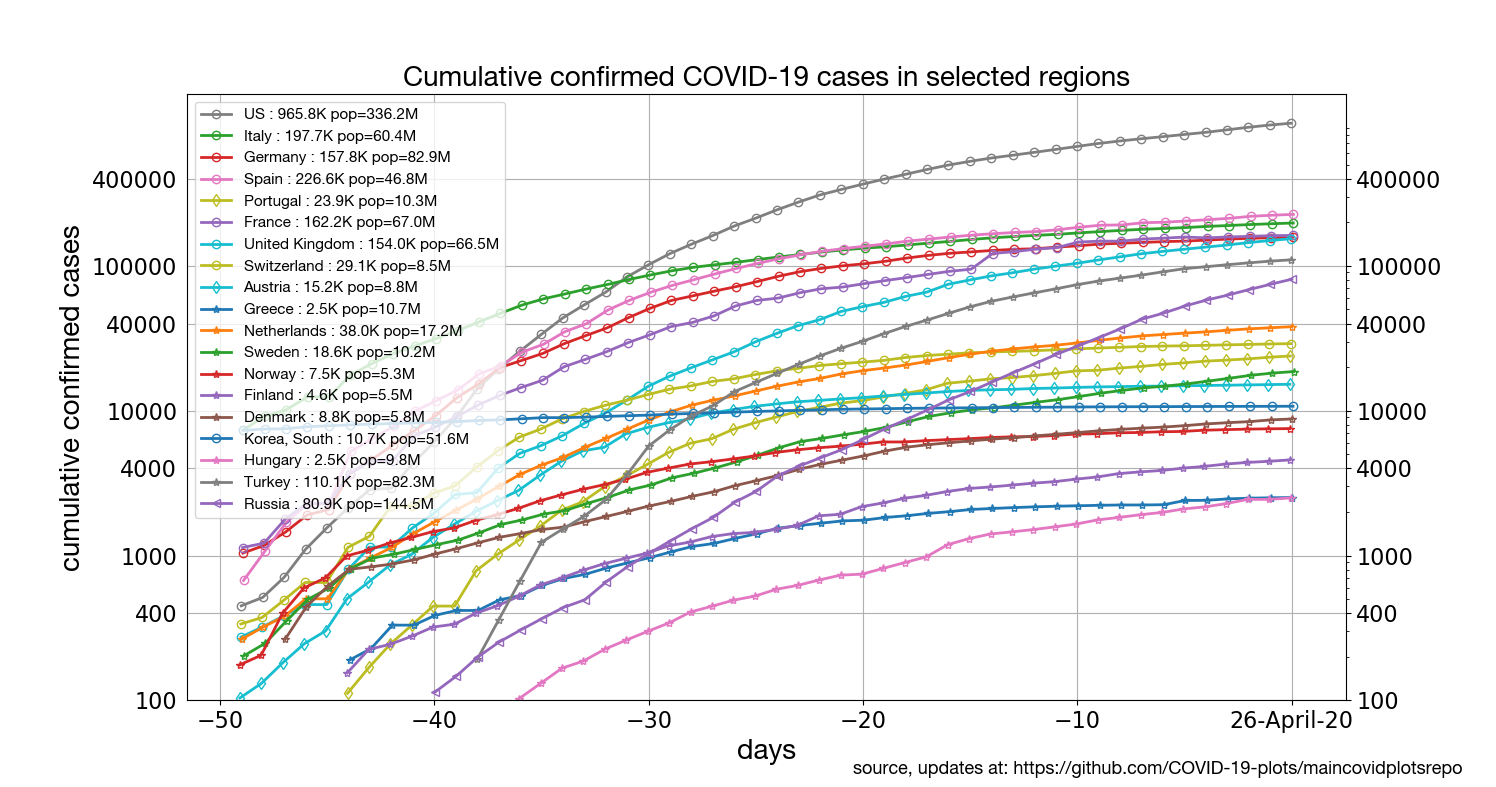 Cumulative confirmed COVID-19 cases in selected regions
US : 965.8K pop=336.2M
Italy : 197.7K pop=60.4M
Germany : 157.8K pop=82.9M
Spain : 226.6K pop=46.8M
Portugal : 23.9K pop=10.3M
France : 162.2K pop=67.0M
United Kingdom : 154.0K pop=66.5M
Switzerland : 29.1K pop=8.5M
Austria : 15.2K pop=8.8M
Greece : 2.5K pop=10.7M
Netherlands : 38.0K pop=17.2M
Sweden : 18.6K pop=10.2M
Norway : 7.5K pop=5.3M
Finland : 4.6K pop=5.5M
Denmark : 8.8K pop=5.8M
Korea, South : 10.7K pop=51.6M
Hungary : 2.5K pop=9.8M
Turkey : 110.1K pop=82.3M
Russia : 80.9K pop=144.5M
cumulative confirmed cases
400000
100000
40000
10000
4000
1000
400
100
400000
100000
400000
10000
4000
1000
400
100
−50 −40 −30 −20 −10 26-April-20
days
source, updates at: https://github.com/COVID-19-plots/maincovidplotsrepo